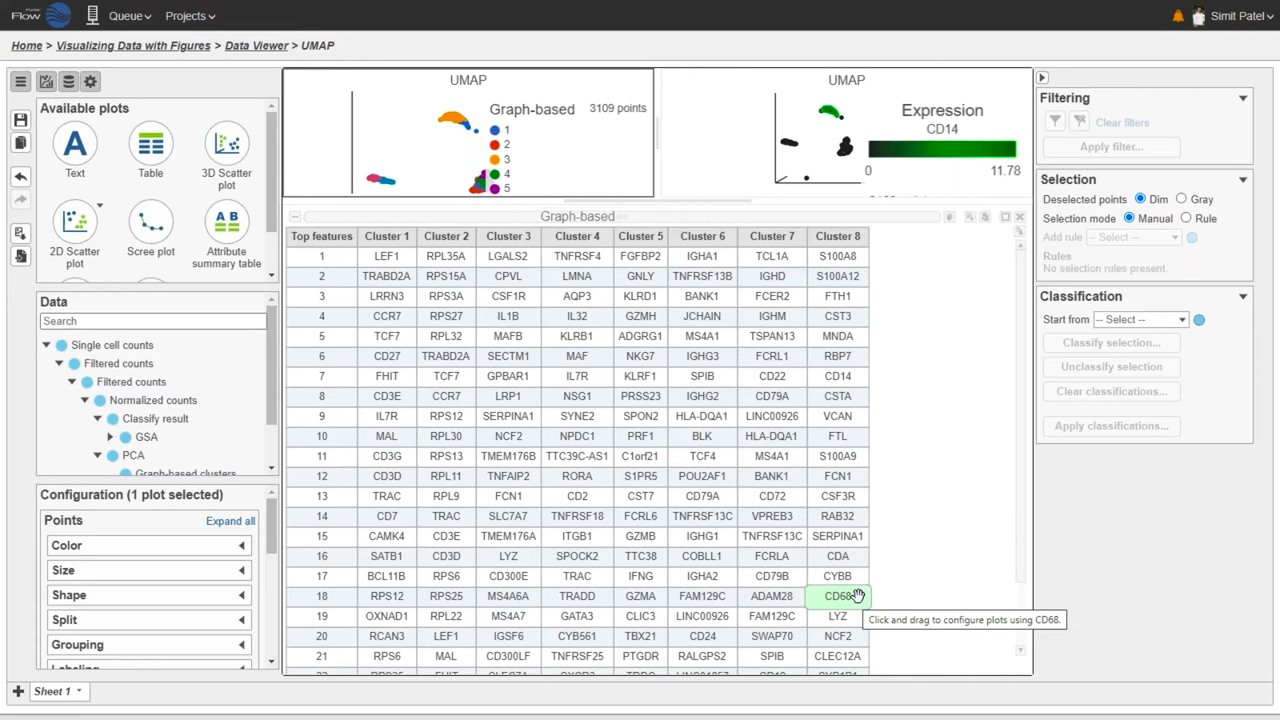 Flow Queue Projects Simit Patel
Home > Visualizing Data with Figures > Data Viewer > UMAP
Available plots
Text Table 3D Scatter plot
2D Scatter plot Scree plot Attribute summary table
Data
Search
Single cell counts
Filtered counts
Filtered counts
Normalized counts
Classify result
GSA
PCA
Graph-based clusters
Configuration (1 plot selected)
Points Expand all
Color
Size
Shape
Split
Grouping
Labeling
UMAP
Graph-based 3109 points
1
2
3
4
5
UMAP
Expression
CD14
0 11.78
Graph-based
Top features Cluster 1 Cluster 2 Cluster 3 Cluster 4 Cluster 5 Cluster 6 Cluster 7 Cluster 8
1 LEF1 RPL35A LGALS2 TNFRSF4 FGFBP2 IGHA1 TCL1A S100A8
2 TRABD2A RPS15A CPVL LMNA GNLY TNFRSF13B IGHD S100A12
3 LRRN3 RPS3A CSF1R AQP3 KLRD1 BANK1 FCER2 FTH1
4 CCR7 RPS27 IL1B IL32 GZMH JCHAIN IGHM CST3
5 TCF7 RPL32 MAFB KLRB1 ADGRG1 MS4A1 TSPAN13 MNDA
6 CD27 TRABD2A SECTM1 MAF NKG7 IGHG3 FCRL1 RBP7
7 FHIT TCF7 GPBAR1 IL7R KLRF1 SPIB CD22 CD14
8 CD3E CCR7 LRP1 NSG1 PRSS23 IGHG2 CD79A CSTA
9 IL7R RPS12 SERPINA1 SYNE2 SPON2 HLA-DQA1 LINC00926 VCAN
10 MAL RPL30 NCF2 NPDC1 PRF1 BLK HLA-DQA1 FTL
11 CD3G RPS13 TMEM176B TTC39C-AS1 C1orf21 TCF4 MS4A1 S100A9
12 CD3D RPL11 TNFAIP2 RORA S1PR5 POU2AF1 BANK1 FCN1
13 TRAC RPL9 FCN1 CD2 CST7 CD79A CD72 CSF3R
14 CD7 TRAC SLC7A7 TNFRSF18 FCRL6 TNFRSF13C VPREB3 RAB32
15 CAMK4 CD3E TMEM176A ITGB1 GZMB IGHG1 TNFRSF13C SERPINA1
16 SATB1 CD3D LYZ SPOCK2 TTC38 COBLL1 FCRLA CDA
17 BCL11B RPS6 CD300E TRAC IFNG IGHA2 CD79B CYBB
18 RPS12 RPS25 MS4A6A TRADD GZMA FAM129C ADAM28 CD68
19 OXNAD1 RPL22 MS4A7 GATA3 CLIC3 LINC00926 FAM129C LYZ
20 RCAN3 LEF1 IGSF6 CYB561 TBX21 CD24 SWAP70 NCF2
21 RPS6 MAL CD300LF TNFRSF25 PTGDR RALGPS2 SPIB CLEC12A
Click and drag to configure plots using CD68.
Filtering
Clear filters
Apply filter...
Selection
Deselected points Dim Gray
Selection mode Manual Rule
Add rule -- Select --
Rules
No selection rules present.
Classification
Start from -- Select --
Classify selection...
Unclassify selection
Clear classifications...
Apply classifications...
Sheet 1